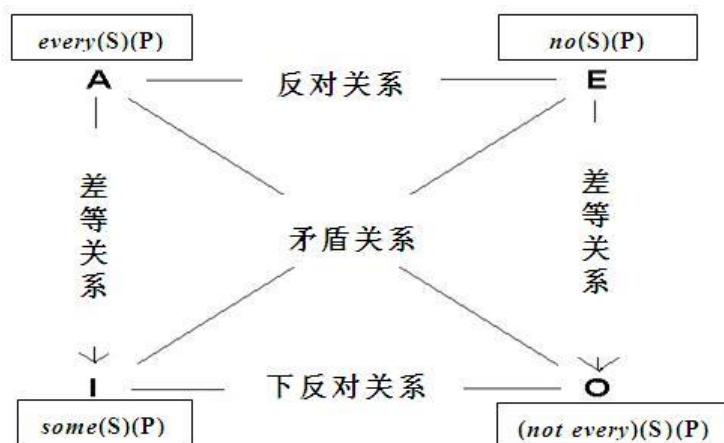 every(S)(P)
no(S)(P)
A
反对关系
E
差等关系
矛盾关系
差等关系
I
下反对关系
O
some(S)(P)
(not every)(S)(P)